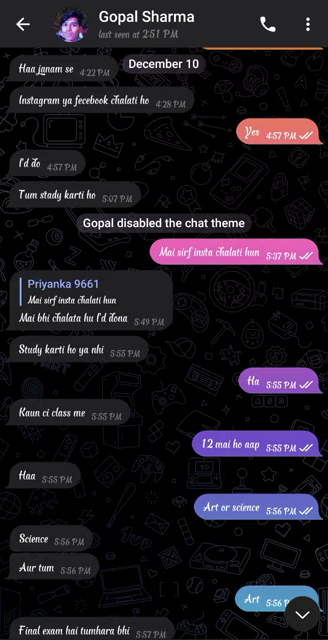 Gopal Sharma
last seen at 2:51 PM
Haa janam se 4:22 PM
December 10
Instagram ya fecebook chalati ho 4:28 PM
Yes 4:57 PM
I'd do 4:57 PM
Tum stady karti ho 5:07 PM
Gopal disabled the chat theme
Mai sirf insta chalati hun 5:37 PM
Priyanka 9661
Mai sirf insta chalati hun
Mai bhi chalata hu I'd dona 5:49 PM
Study karti ho ya nhi 5:55 PM
Ha 5:55 PM
Kaun ci class me 5:55 PM
12 mai ho aap 5:55 PM
Haa 5:55 PM
Art or science 5:56 PM
Science 5:56 PM
Aur tum 5:56 PM
Art 5:56 P
Final exam hai tumhara bhi 5:57 PM